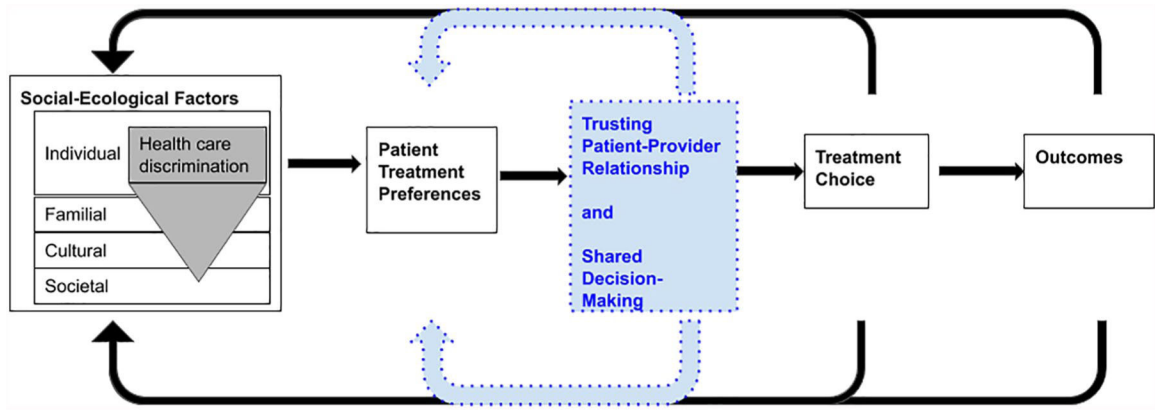 Social-Ecological Factors
Individual
Health care
discrimination
Familial
Cultural
Societal
Patient
Treatment
Preferences
Trusting
Patient-Provider
Relationship
and
Shared
Decision-
Making
Treatment
Choice
Outcomes